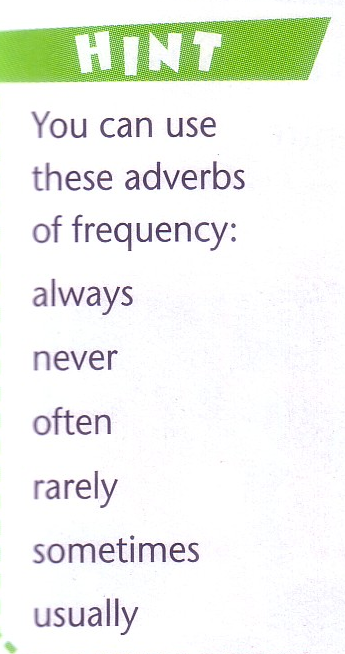 HINT
You can use
these adverbs
of frequency:
always
never
often
rarely
sometimes
usually